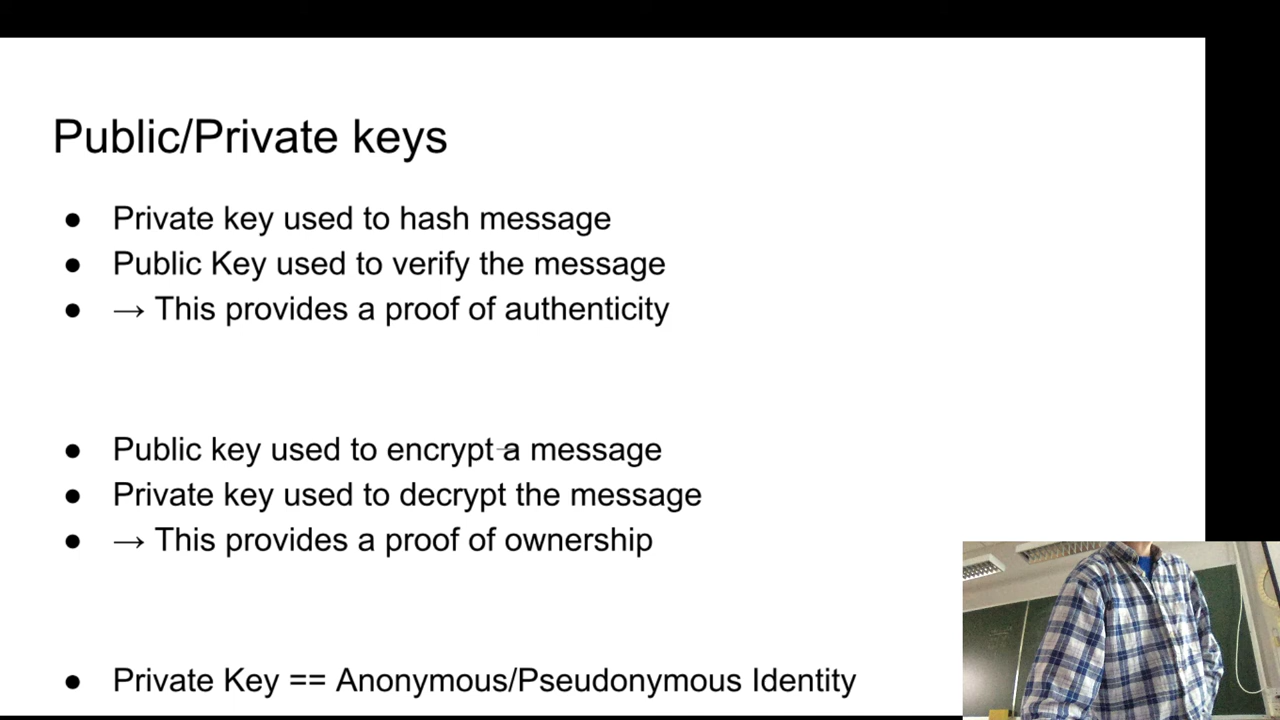 Public/Private keys
● Private key used to hash message
● Public Key used to verify the message
● → This provides a proof of authenticity
● Public key used to encrypt a message
● Private key used to decrypt the message
● → This provides a proof of ownership
● Private Key == Anonymous/Pseudonymous Identity